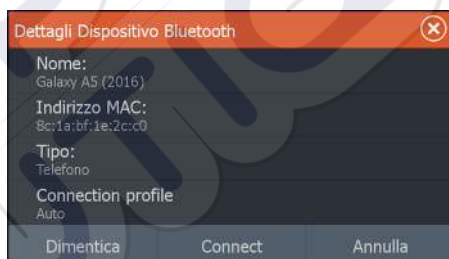 Dettagli Dispositivo Bluetooth
Nome:
Galaxy A5 (2016)
Indirizzo MAC:
8c:1a:bf:1e:2c:c0
Tipo:
Telefono
Connection profile
Auto
Dimentica Connect Annulla